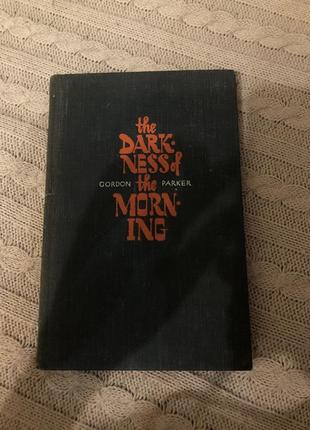 the
DARK-
NESS of
GORDON the PARKER
MORN-
ING